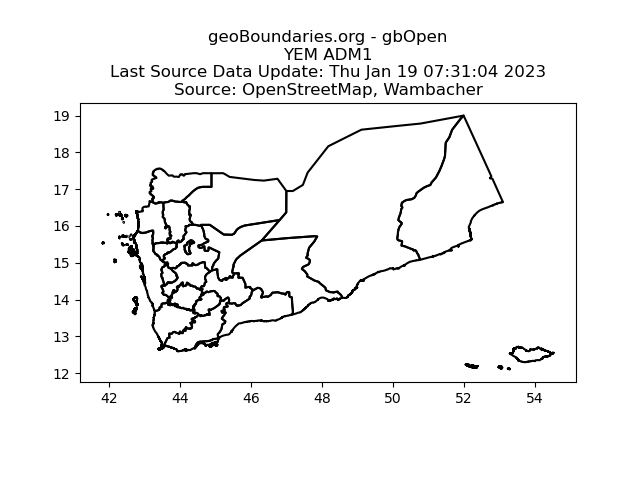 geoBoundaries.org - gbOpen
YEM ADM1
Last Source Data Update: Thu Jan 19 07:31:04 2023
Source: OpenStreetMap, Wambacher
19
18
17
16
15
14
13
12
42 44 46 48 50 52 54